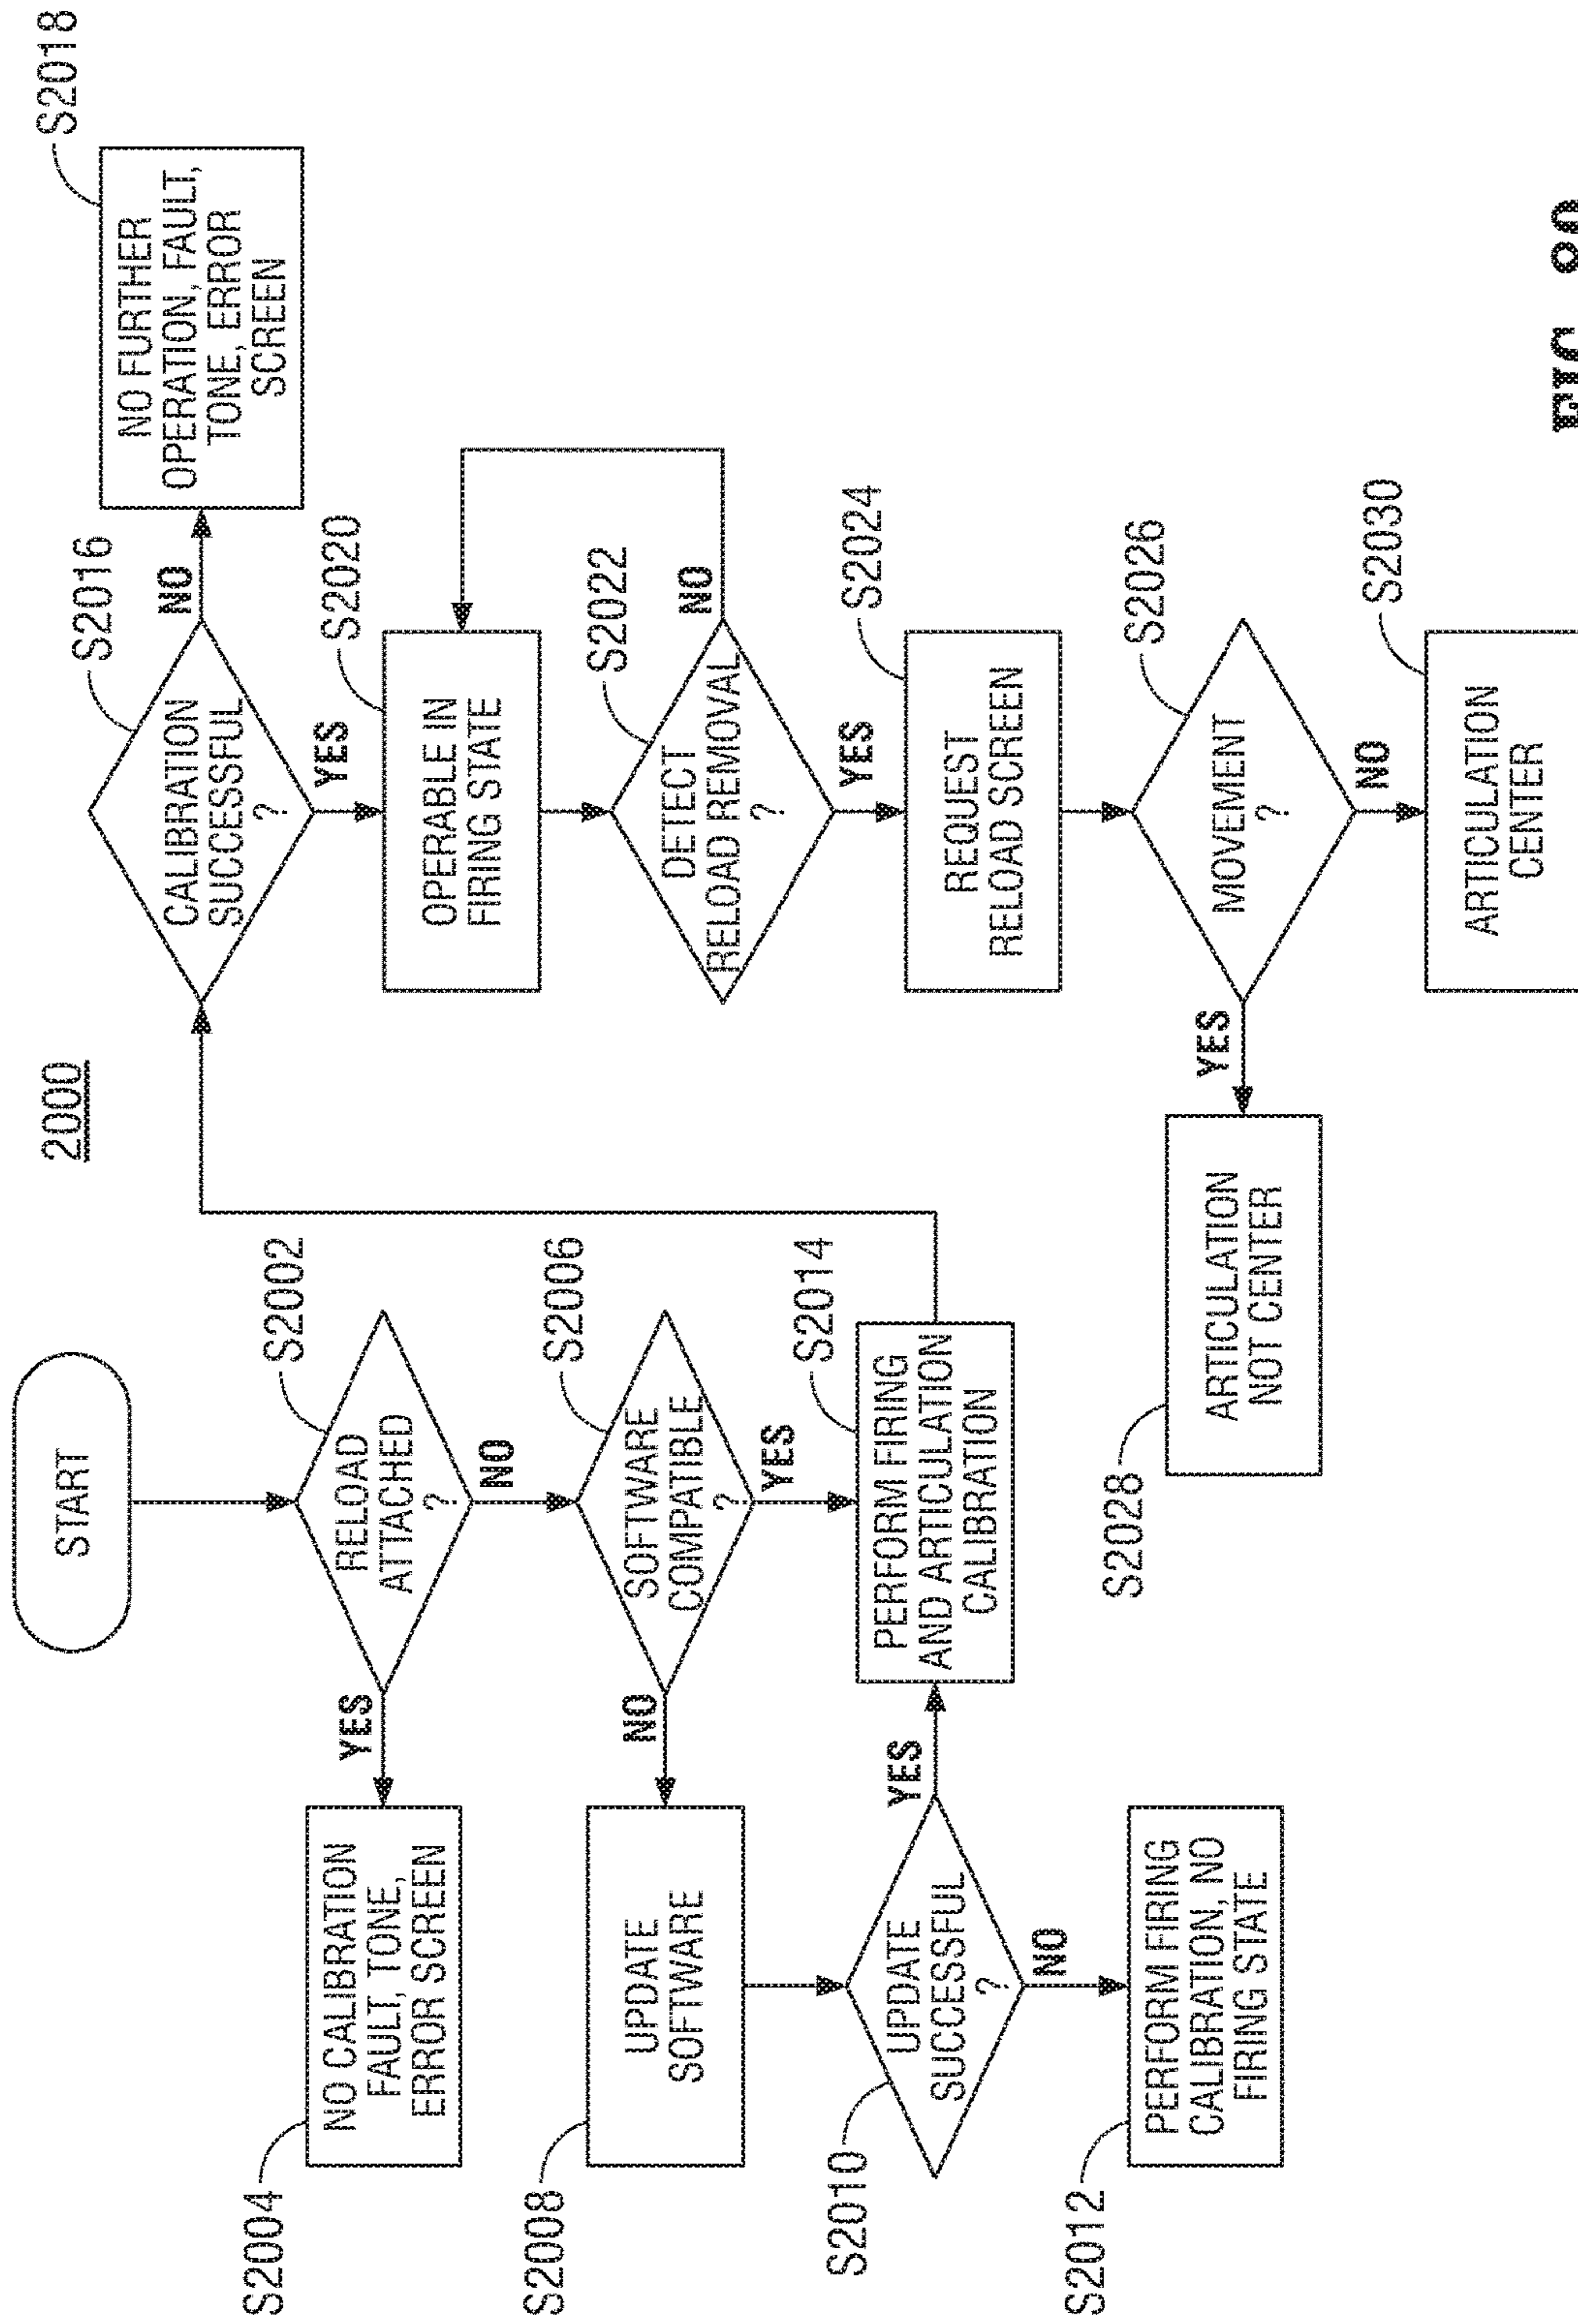 2000
START
S2002
RELOAD
ATTACHED
?
YES
NO
S2004
NO CALIBRATION
FAULT, TONE,
ERROR SCREEN
S2006
SOFTWARE
COMPATIBLE
?
NO
YES
S2008
UPDATE
SOFTWARE
S2010
UPDATE
SUCCESSFUL
?
YES
NO
S2012
PERFORM FIRING
CALIBRATION, NO
FIRING STATE
S2014
PERFORM FIRING
AND ARTICULATION
CALIBRATION
S2016
CALIBRATION
SUCCESSFUL
?
NO
YES
S2018
NO FURTHER
OPERATION, FAULT,
TONE, ERROR
SCREEN
S2020
OPERABLE IN
FIRING STATE
S2022
DETECT
RELOAD REMOVAL
?
NO
YES
S2024
REQUEST
RELOAD SCREEN
S2026
MOVEMENT
?
YES
NO
S2028
ARTICULATION
NOT CENTER
S2030
ARTICULATION
CENTER
FIG.